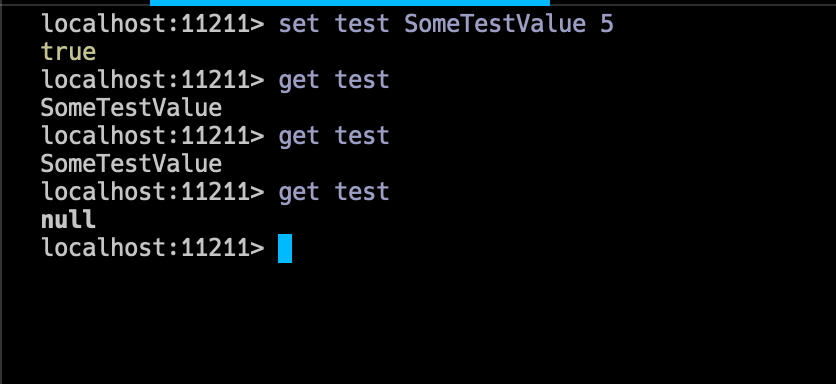 localhost:11211> set test SomeTestValue 5
true
localhost:11211> get test
SomeTestValue
localhost:11211> get test
SomeTestValue
localhost:11211> get test
null
localhost:11211>